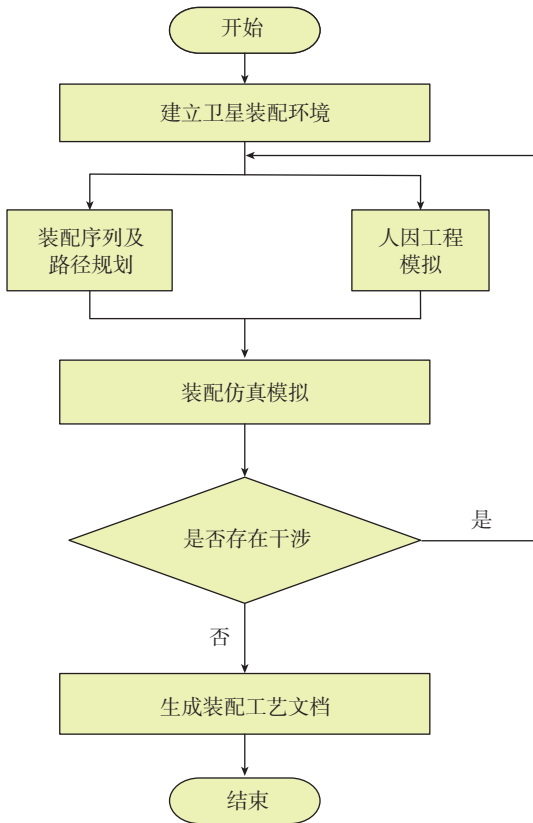 开始
建立卫星装配环境
装配序列及
路径规划
人因工程
模拟
装配仿真模拟
是否存在干涉
是
否
生成装配工艺文档
结束